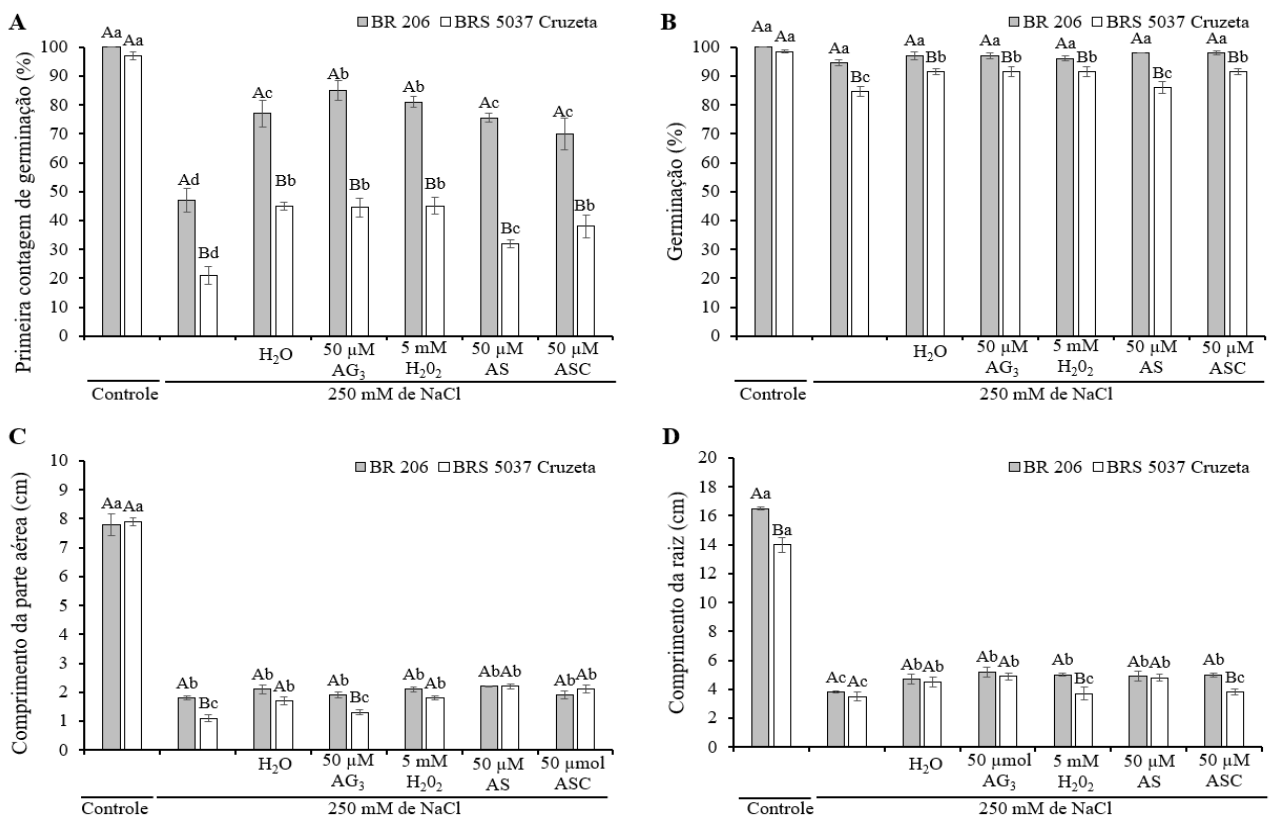 A
BR 206 BRS 5037 Cruzeta
Primeira contagem de germinação (%)
100
90
80
70
60
50
40
30
20
10
0
Aa Aa
Ad Bd
Ac Bb
Ab Bb
Ab Bb
Ac Bc
Ac Bb
H₂O
50 µM AG₃
5 mM H₂0₂
50 µM AS
50 µM ASC
Controle
250 mM de NaCl
B
BR 206 BRS 5037 Cruzeta
Germinação (%)
100
90
80
70
60
50
40
30
20
10
0
Aa Aa
Aa Bc
Aa Bb
Aa Bb
Aa Bb
Aa Bc
Aa Bb
H₂O
50 µM AG₃
5 mM H₂0₂
50 µM AS
50 µM ASC
Controle
250 mM de NaCl
C
BR 206 BRS 5037 Cruzeta
Comprimento da parte aérea (cm)
10
9
8
7
6
5
4
3
2
1
0
Aa Aa
Ab Bc
Ab Ab
Ab Bc
Ab Ab
Ab Ab
Ab Ab
H₂O
50 µM AG₃
5 mM H₂0₂
50 µM AS
50 µmol ASC
Controle
250 mM de NaCl
D
BR 206 BRS 5037 Cruzeta
Comprimento da raiz (cm)
20
18
16
14
12
10
8
6
4
2
0
Aa Ba
Ac Ac
Ab Ab
Ab Ab
Ab Bc
Ab Ab
Ab Bc
H₂O
50 µmol AG₃
5 mM H₂0₂
50 µM AS
50 µM ASC
Controle
250 mM de NaCl